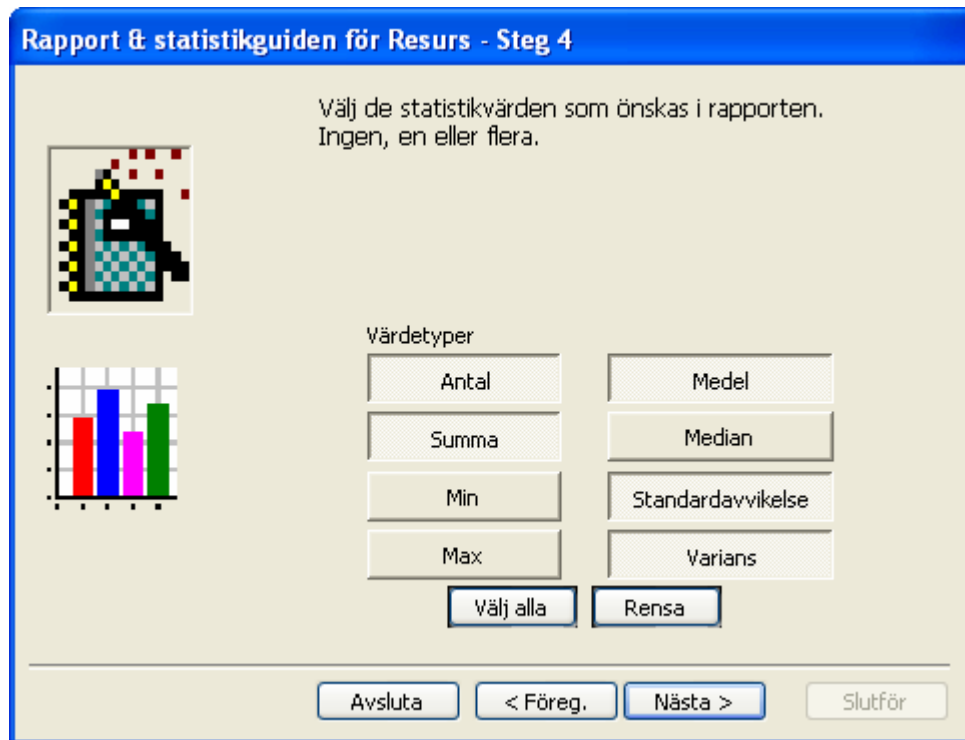 Rapport & statistikguiden för Resurs - Steg 4
Välj de statistikvärden som önskas i rapporten.
Ingen, en eller flera.
Värdetyper
Antal
Medel
Summa
Median
Min
Standardavvikelse
Max
Varians
Välj alla
Rensa
Avsluta
< Föreg.
Nästa >
Slutför